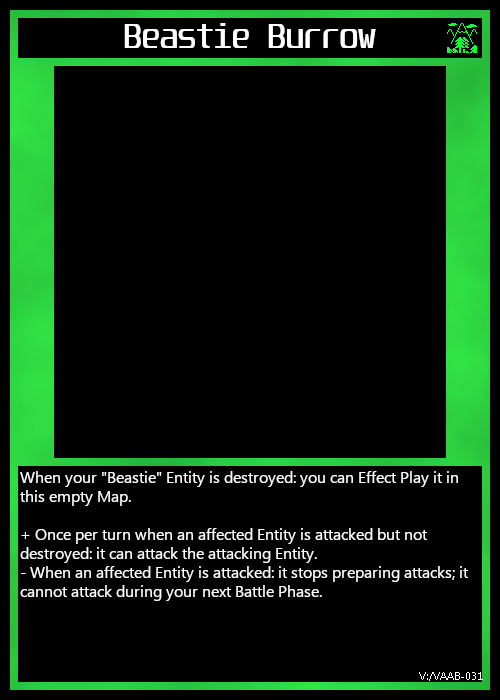 Beastie Burrow
When your "Beastie" Entity is destroyed: you can Effect Play it in
this empty Map.
+ Once per turn when an affected Entity is attacked but not
destroyed: it can attack the attacking Entity.
- When an affected Entity is attacked: it stops preparing attacks; it
cannot attack during your next Battle Phase.
V:/VAAB-031